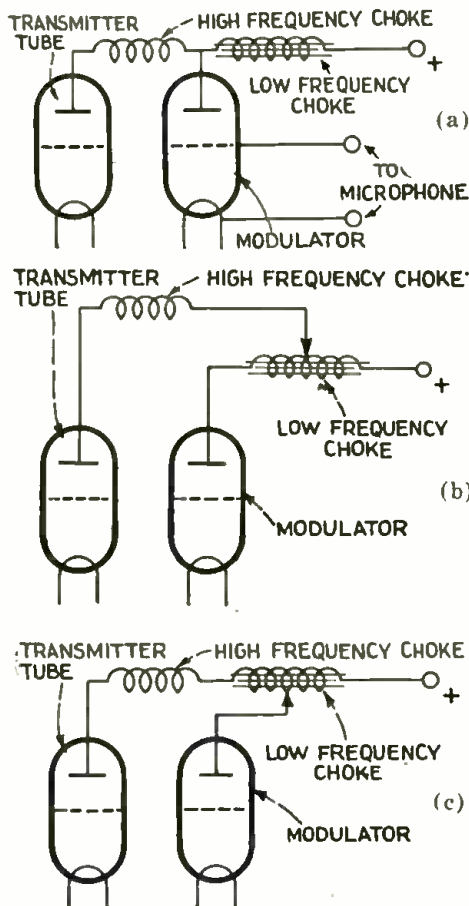 TRANSMITTER
TUBE
HIGH FREQUENCY CHOKE
+
LOW FREQUENCY
CHOKE
(a)
TO
MICROPHONE
MODULATOR
TRANSMITTER
TUBE
HIGH FREQUENCY CHOKE
+
LOW FREQUENCY
CHOKE
(b)
MODULATOR
TRANSMITTER
TUBE
HIGH FREQUENCY CHOKE
+
LOW FREQUENCY
CHOKE
(c)
MODULATOR